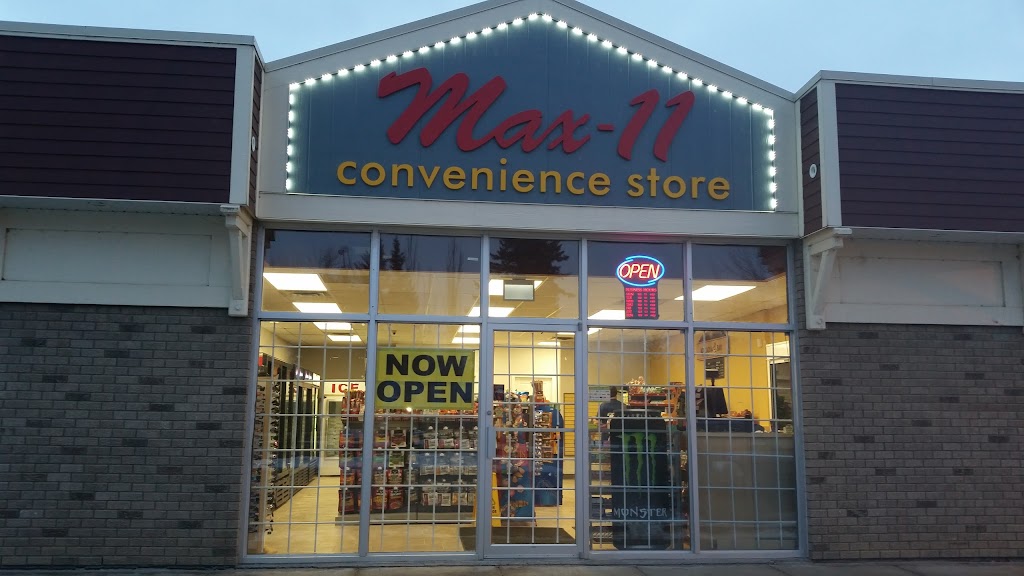 Max-11
convenience store
OPEN
NOW
OPEN
ICE
MONSTER